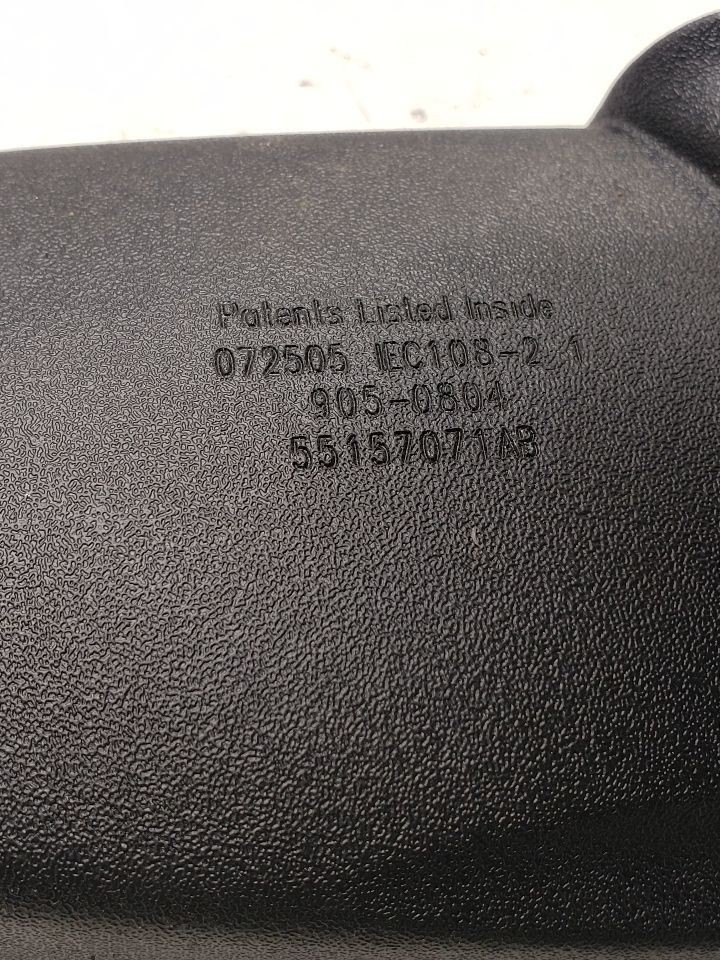 Patents Listed Inside
072505 IEC108-2 1
905-0804
55157071AB